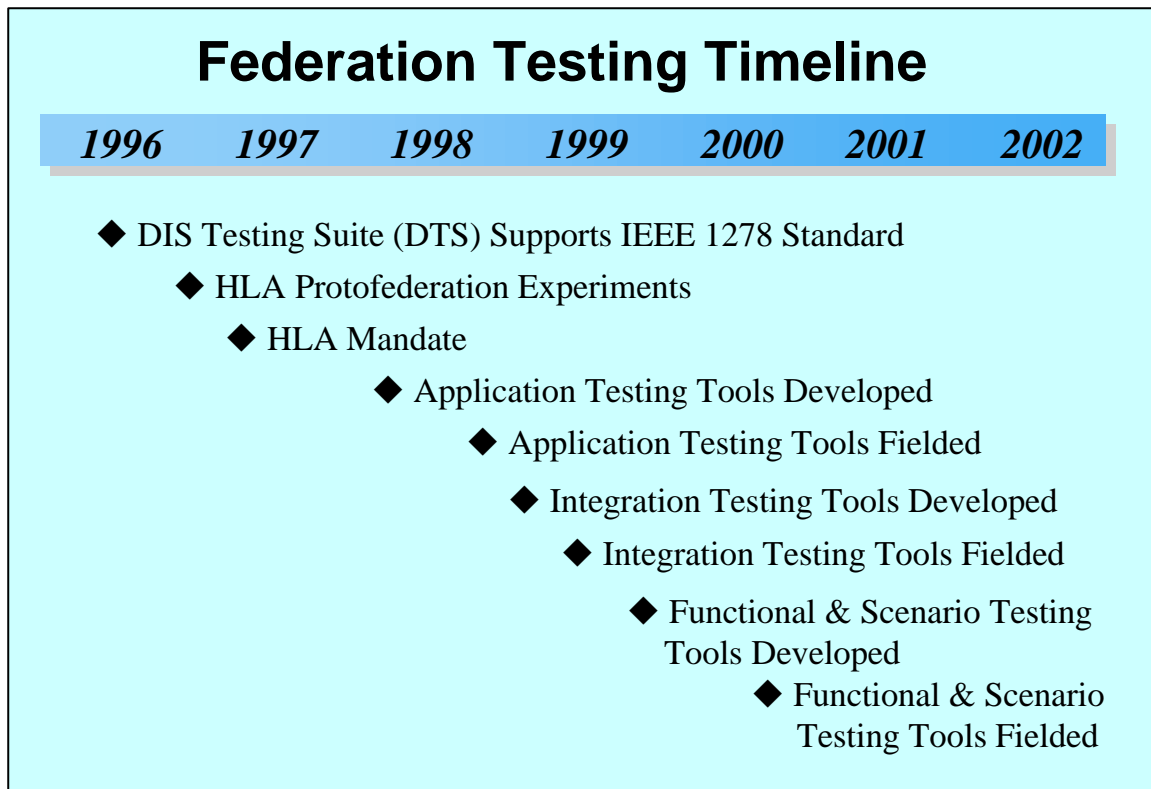 Federation Testing Timeline
1996 1997 1998 1999 2000 2001 2002
◆ DIS Testing Suite (DTS) Supports IEEE 1278 Standard
◆ HLA Protofederation Experiments
◆ HLA Mandate
◆ Application Testing Tools Developed
◆ Application Testing Tools Fielded
◆ Integration Testing Tools Developed
◆ Integration Testing Tools Fielded
◆ Functional & Scenario Testing
Tools Developed
◆ Functional & Scenario
Testing Tools Fielded